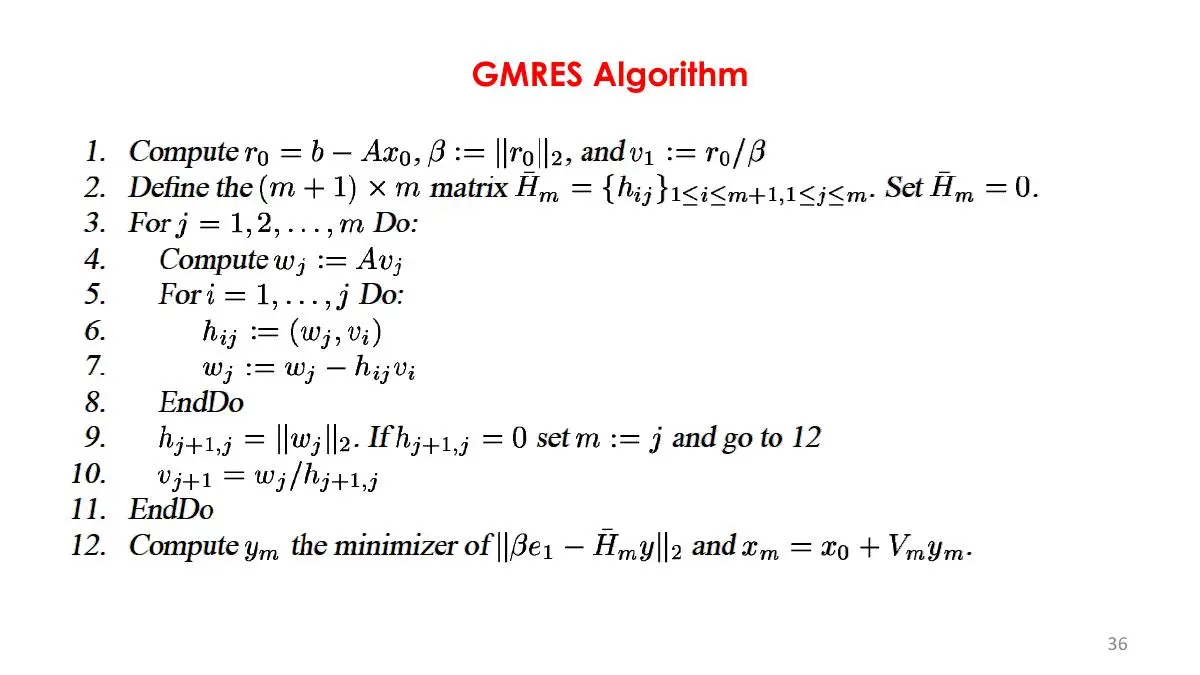 GMRES Algorithm
1. Compute r₀ = b − Ax₀, β := ||r₀||₂, and v₁ := r₀/β
2. Define the (m + 1) × m matrix H̄ₘ = {hᵢⱼ}₁≤ᵢ≤ₘ₊₁,₁≤ⱼ≤ₘ. Set H̄ₘ = 0.
3. For j = 1, 2, . . . , m Do:
4. Compute wⱼ := Avⱼ
5. For i = 1, . . . , j Do:
6. hᵢⱼ := (wⱼ, vᵢ)
7. wⱼ := wⱼ − hᵢⱼvᵢ
8. EndDo
9. hⱼ₊₁,ⱼ = ||wⱼ||₂. If hⱼ₊₁,ⱼ = 0 set m := j and go to 12
10. vⱼ₊₁ = wⱼ/hⱼ₊₁,ⱼ
11. EndDo
12. Compute yₘ the minimizer of ||βe₁ − H̄ₘy||₂ and xₘ = x₀ + Vₘyₘ.
36